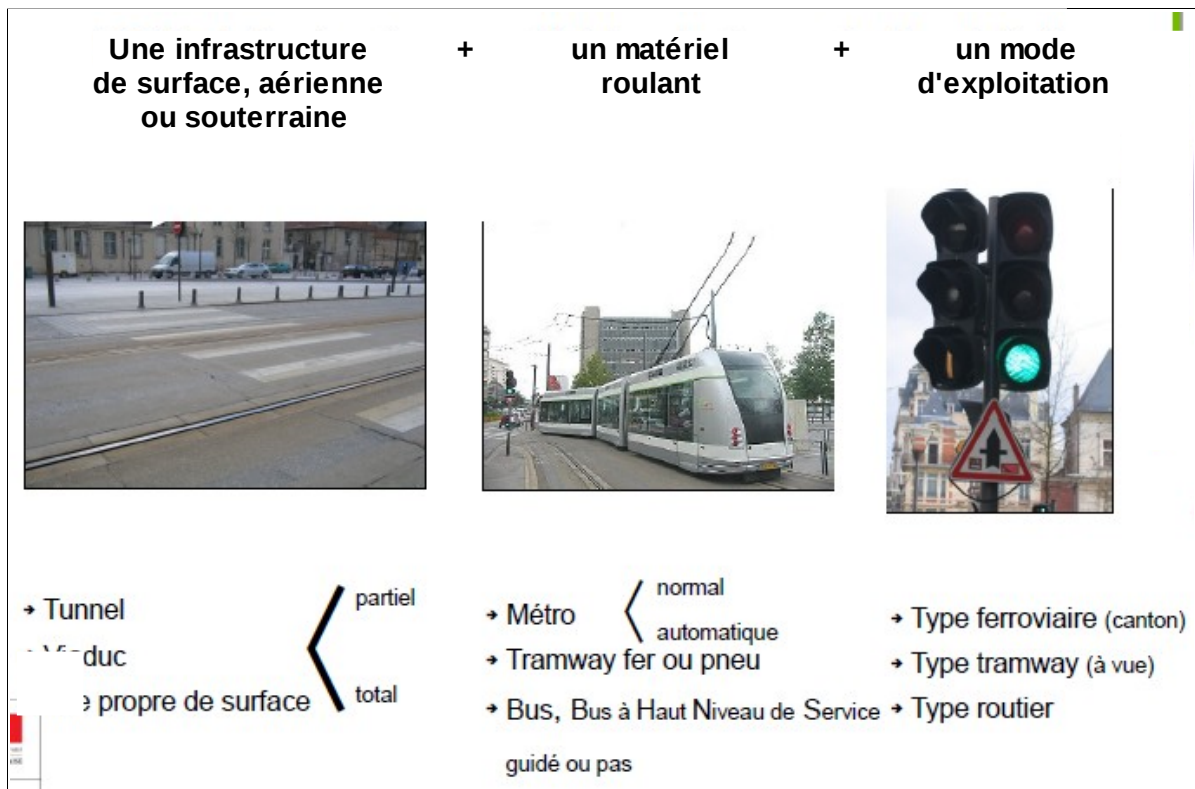 Une infrastructure
de surface, aérienne
ou souterraine
+
un matériel
roulant
+
un mode
d'exploitation
→ Tunnel
duc
propre de surface
partiel
total
→ Métro
normal
automatique
→ Tramway fer ou pneu
→ Bus, Bus à Haut Niveau de Service
guidé ou pas
→ Type ferroviaire (canton)
→ Type tramway (à vue)
→ Type routier